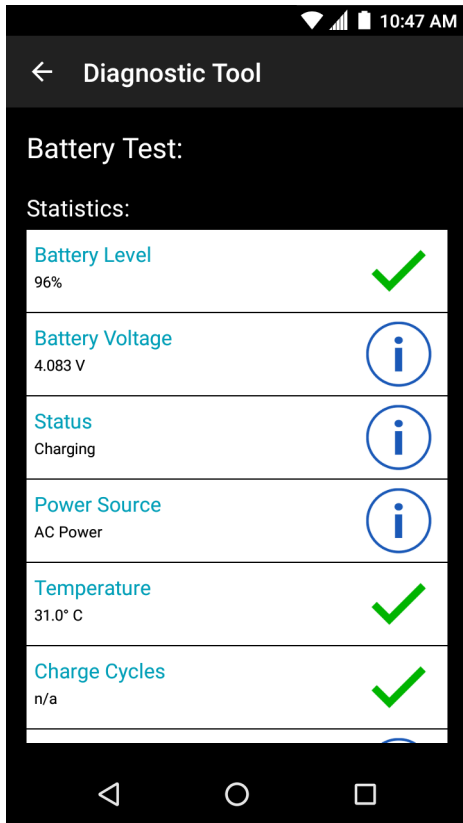 10:47 AM
Diagnostic Tool
Battery Test:
Statistics:
Battery Level
96%
Battery Voltage
4.083 V
Status
Charging
Power Source
AC Power
Temperature
31.0° C
Charge Cycles
n/a